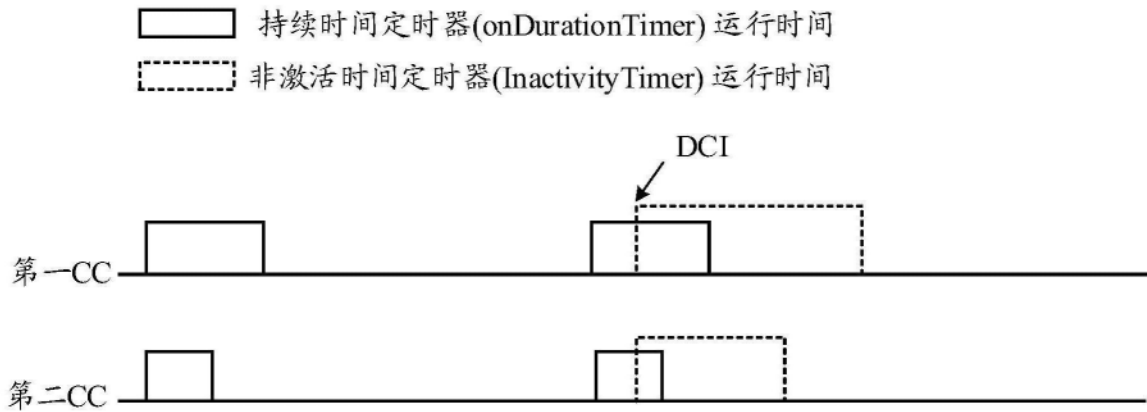 持续时间定时器(onDurationTimer) 运行时间
非激活时间定时器(InactivityTimer) 运行时间
DCI
第一CC
第二CC